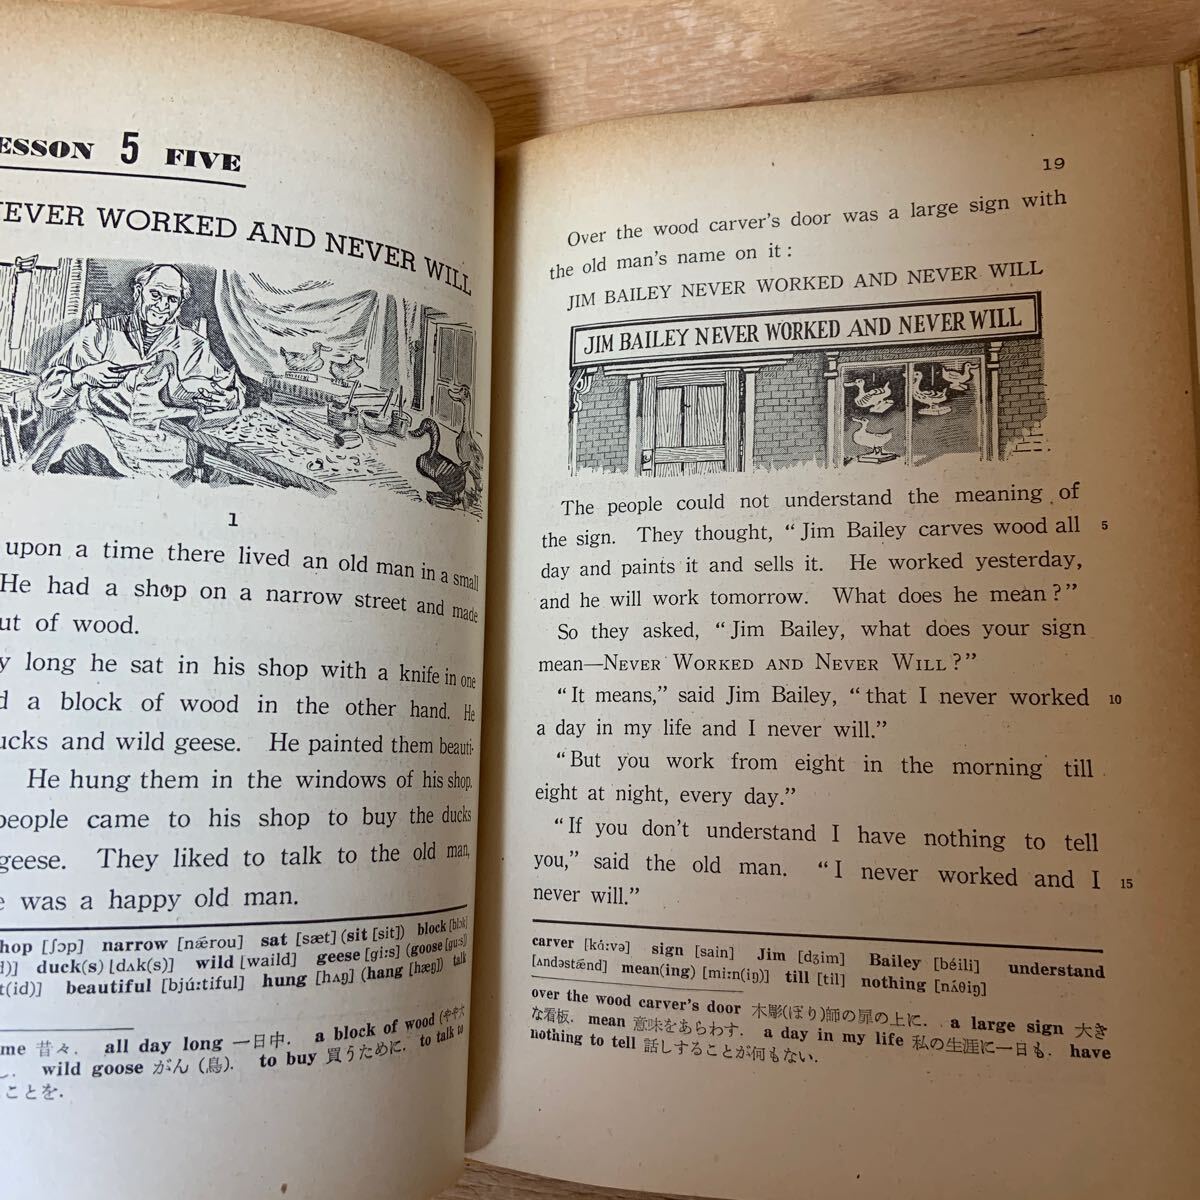 LESSON 5 FIVE
NEVER WORKED AND NEVER WILL
1
upon a time there lived an old man in a small
He had a shop on a narrow street and made
out of wood.
long he sat in his shop with a knife in one
a block of wood in the other hand. He
ducks and wild geese. He painted them beauti-
He hung them in the windows of his shop.
people came to his shop to buy the ducks
geese. They liked to talk to the old man,
was a happy old man.
shop [ʃɔp] narrow [nǽrou] sat [sæt] (sit [sit]) block [blɔk]
duck(s) [dʌk(s)] wild [waild] geese [gi:s] (goose [gu:s])
beautiful [bjú:tiful] hung [hʌŋ] (hang [hæŋ]) talk
昔々. all day long 一日中. a block of wood (やや大
wild goose がん (鳥). to buy 買うために. to talk to
ことを.
19
Over the wood carver's door was a large sign with
the old man's name on it:
JIM BAILEY NEVER WORKED AND NEVER WILL
JIM BAILEY NEVER WORKED AND NEVER WILL
The people could not understand the meaning of
the sign. They thought, "Jim Bailey carves wood all 5
day and paints it and sells it. He worked yesterday,
and he will work tomorrow. What does he mean?"
So they asked, "Jim Bailey, what does your sign
mean—NEVER WORKED AND NEVER WILL?"
"It means," said Jim Bailey, "that I never worked 10
a day in my life and I never will."
"But you work from eight in the morning till
eight at night, every day."
"If you don't understand I have nothing to tell
you," said the old man. "I never worked and I 15
never will."
carver [kɑ́:və] sign [sain] Jim [dʒim] Bailey [béili] understand
[ʌndəstǽnd] mean(ing) [mi:n(iŋ)] till [til] nothing [nʌ́θiŋ]
over the wood carver's door 木彫(ぼり)師の扉の上に. a large sign 大き
な看板. mean 意味をあらわす. a day in my life 私の生涯に一日も. have
nothing to tell 話しすることが何もない.